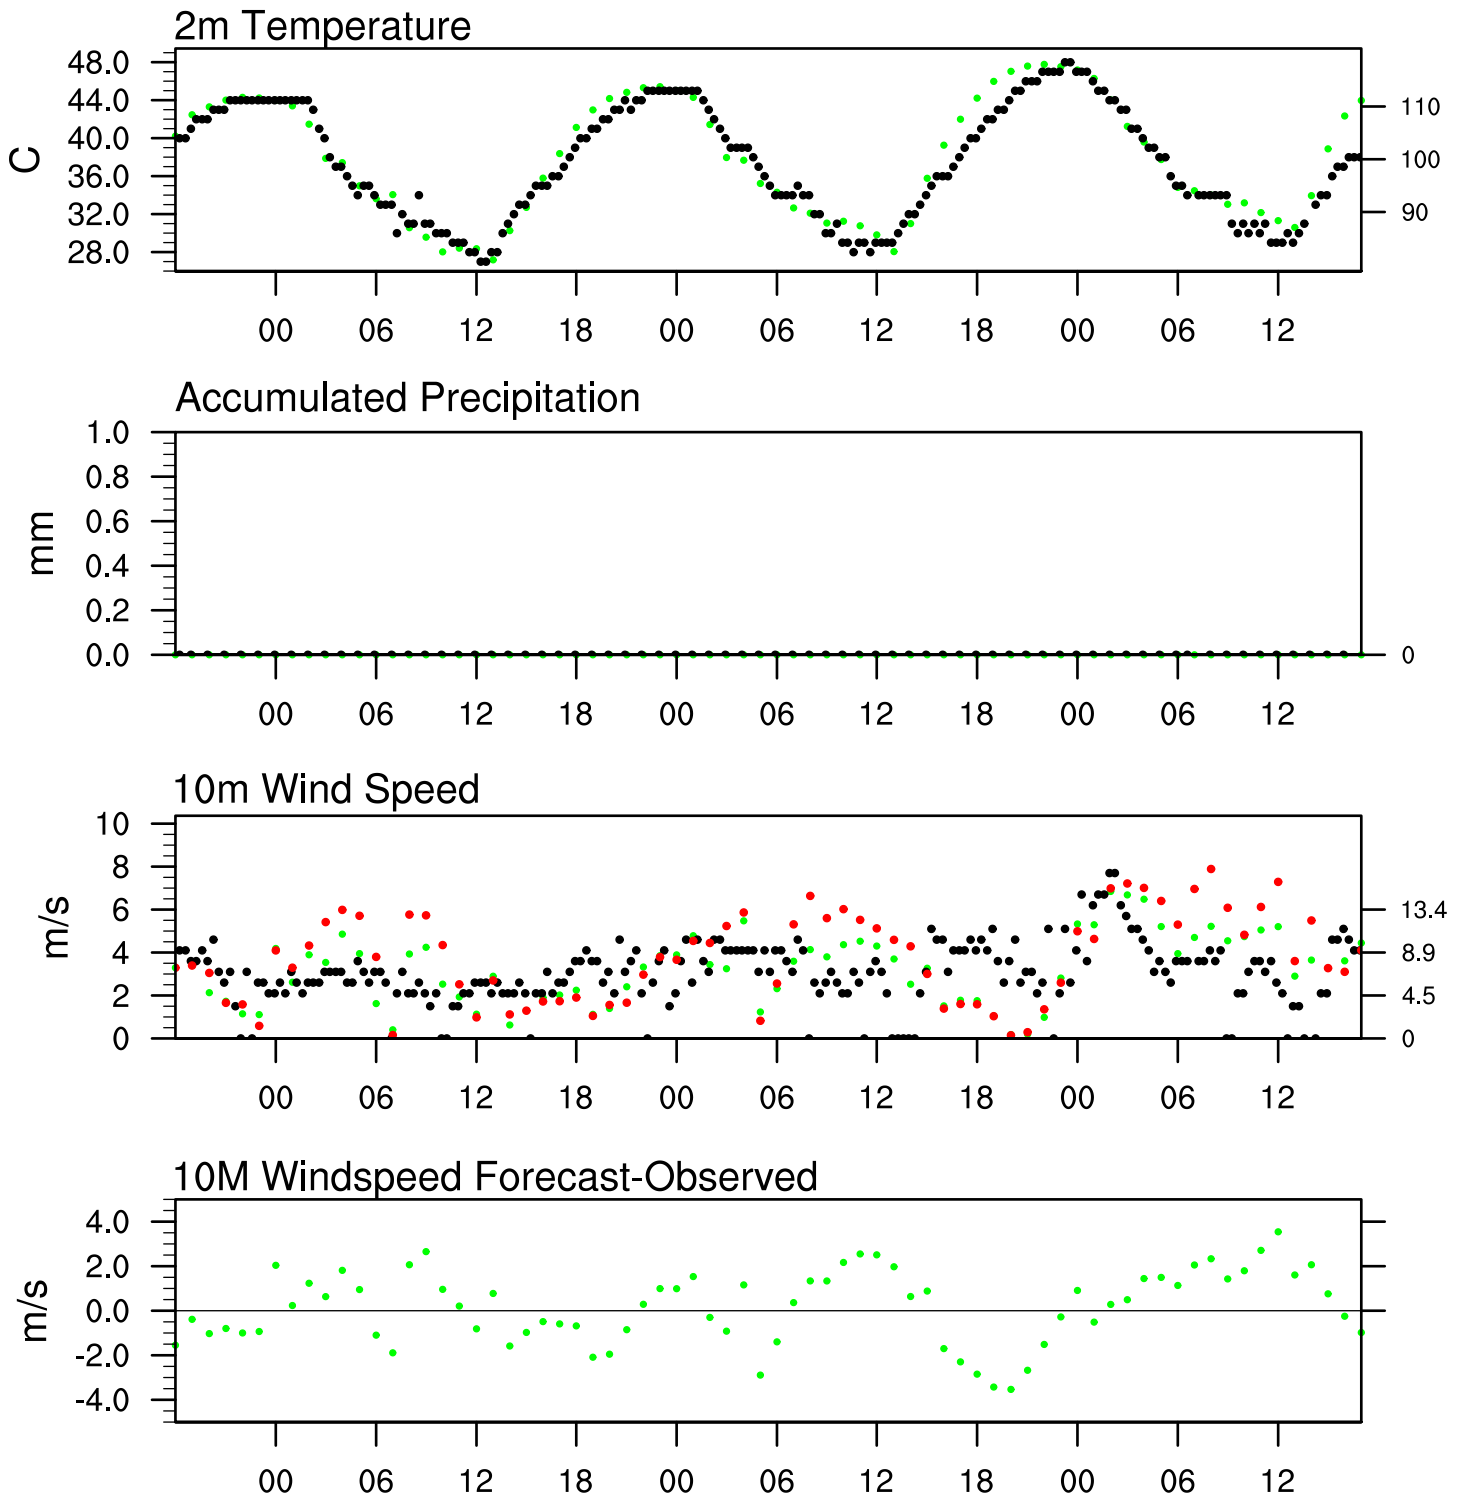 2m Temperature
C
48.0
44.0
40.0
36.0
32.0
28.0
110
100
90
00 06 12 18 00 06 12 18 00 06 12
Accumulated Precipitation
mm
1.0
0.8
0.6
0.4
0.2
0.0
0
00 06 12 18 00 06 12 18 00 06 12
10m Wind Speed
m/s
10
8
6
4
2
0
13.4
8.9
4.5
0
00 06 12 18 00 06 12 18 00 06 12
10M Windspeed Forecast-Observed
m/s
4.0
2.0
0.0
-2.0
-4.0
00 06 12 18 00 06 12 18 00 06 12